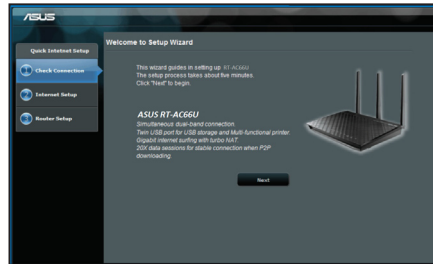 ASUS
Quick Internet Setup
1 Check Connection
2 Internet Setup
3 Router Setup
Welcome to Setup Wizard
This wizard guides in setting up RT-AC66U
The setup process takes about five minutes.
Click "Next" to begin.
ASUS RT-AC66U
Simultaneous dual-band connection.
Twin USB port for USB storage and Multi-functional printer.
Gigabit internet surfing with turbo NAT.
20X data sessions for stable connection when P2P
downloading.
Next